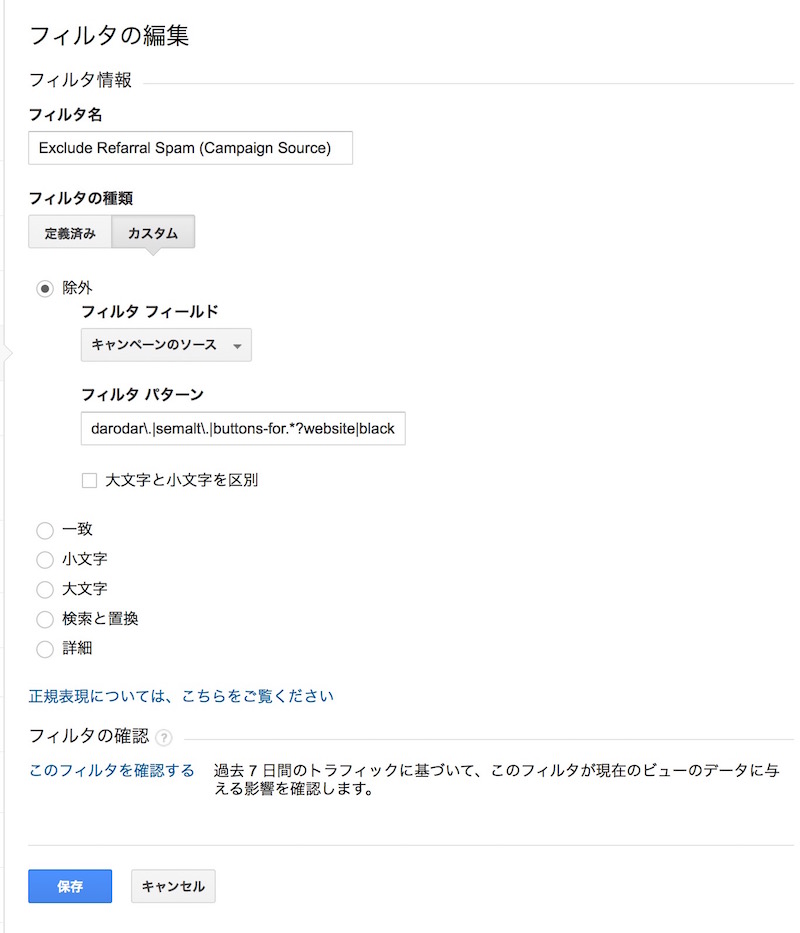 フィルタの編集
フィルタ情報
フィルタ名
Exclude Refarral Spam (Campaign Source)
フィルタの種類
定義済み カスタム
除外
フィルタ フィールド
キャンペーンのソース
フィルタ パターン
darodar\.|semalt\.|buttons-for.*?website|black
大文字と小文字を区別
一致
小文字
大文字
検索と置換
詳細
正規表現については、こちらをご覧ください
フィルタの確認 ?
このフィルタを確認する 過去 7 日間のトラフィックに基づいて、このフィルタが現在のビューのデータに与
える影響を確認します。
保存 キャンセル